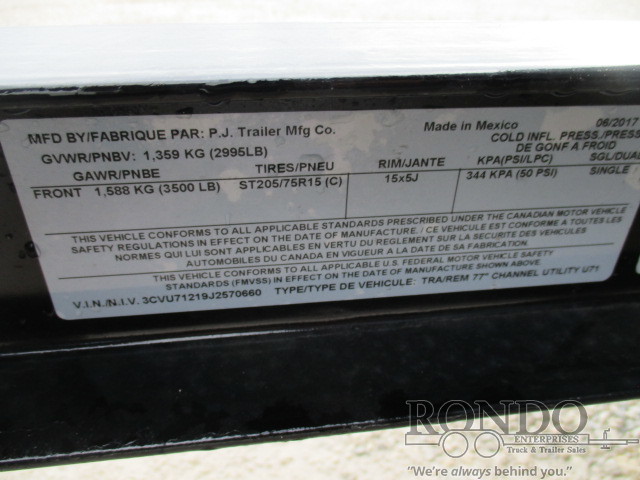 MFD BY/FABRIQUE PAR: P.J. Trailer Mfg Co. Made in Mexico 06/2017
GVWR/PNBV: 1,359 KG (2995LB) COLD INFL. PRESS./PRESS.
DE GONF A FROID
GAWR/PNBE TIRES/PNEU RIM/JANTE KPA(PSI/LPC) SGL/DUAL
FRONT 1,588 KG (3500 LB) ST205/75R15 (C) 15x5J 344 KPA (50 PSI) SINGLE
THIS VEHICLE CONFORMS TO ALL APPLICABLE STANDARDS PRESCRIBED UNDER THE CANADIAN MOTOR VEHICLE
SAFETY REGULATIONS IN EFFECT ON THE DATE OF MANUFACTURE. / CE VEHICULE EST CONFORME A TOUTES LES
NORMES QUI LUI SONT APPLICABLES EN VERTU DU REGLEMENT SUR LA SECURITE DES VEHICULES
AUTOMOBILES DU CANADA EN VIGUEUR A LA DATE DE SA FABRICATION.
THIS VEHICLE CONFORMS TO ALL APPLICABLE U.S. FEDERAL MOTOR VEHICLE SAFETY
STANDARDS (FMVSS) IN EFFECT ON THE DATE OF MANUFACTURE SHOWN ABOVE.
V.I.N./N.I.V. 3CVU71219J2570660 TYPE/TYPE DE VEHICULE: TRA/REM 77" CHANNEL UTILITY U71
RONDO
ENTERPRISES
Truck & Trailer Sales
"We're always behind you."